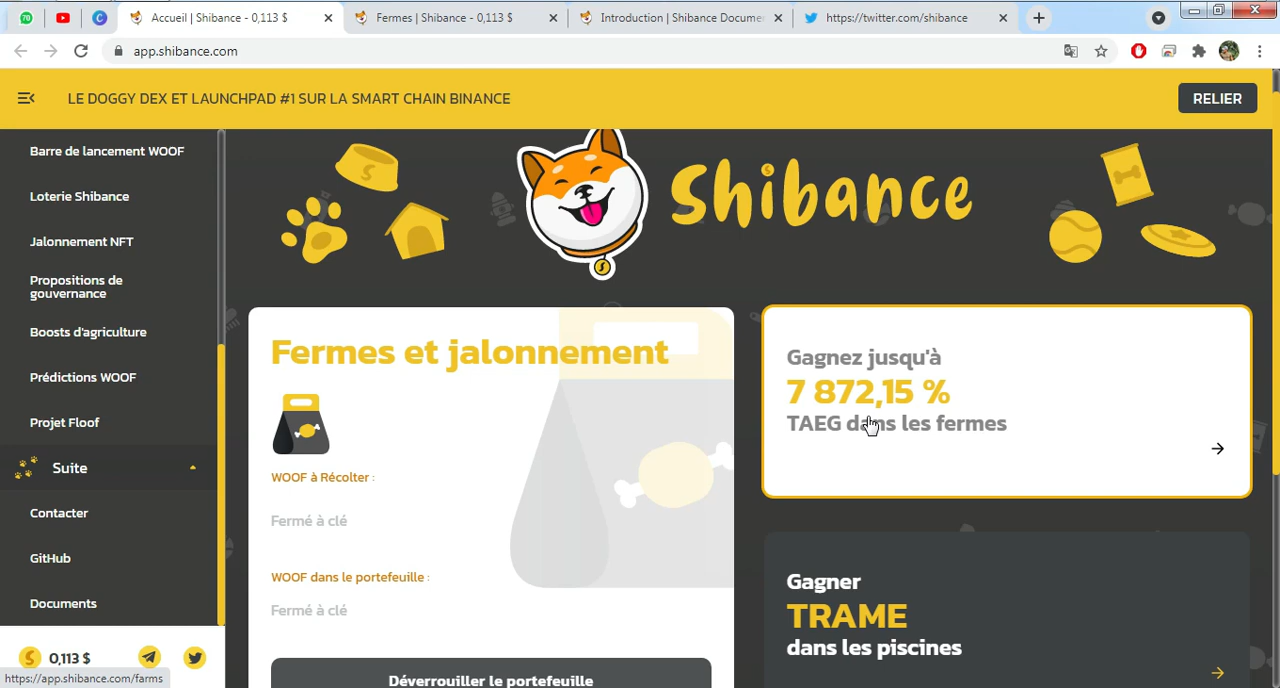 70
Accueil | Shibance - 0,113 $
Fermes | Shibance - 0,113 $
Introduction | Shibance Docume
https://twitter.com/shibance
app.shibance.com
LE DOGGY DEX ET LAUNCHPAD #1 SUR LA SMART CHAIN BINANCE
RELIER
Barre de lancement WOOF
Loterie Shibance
Jalonnement NFT
Propositions de
gouvernance
Boosts d'agriculture
Prédictions WOOF
Projet Floof
Suite
Contacter
GitHub
Documents
0,113 $
https://app.shibance.com/farms
Shibance
Fermes et jalonnement
WOOF à Récolter :
Fermé à clé
WOOF dans le portefeuille :
Fermé à clé
Déverrouiller le portefeuille
Gagnez jusqu'à
7 872,15 %
TAEG dans les fermes
Gagner
TRAME
dans les piscines